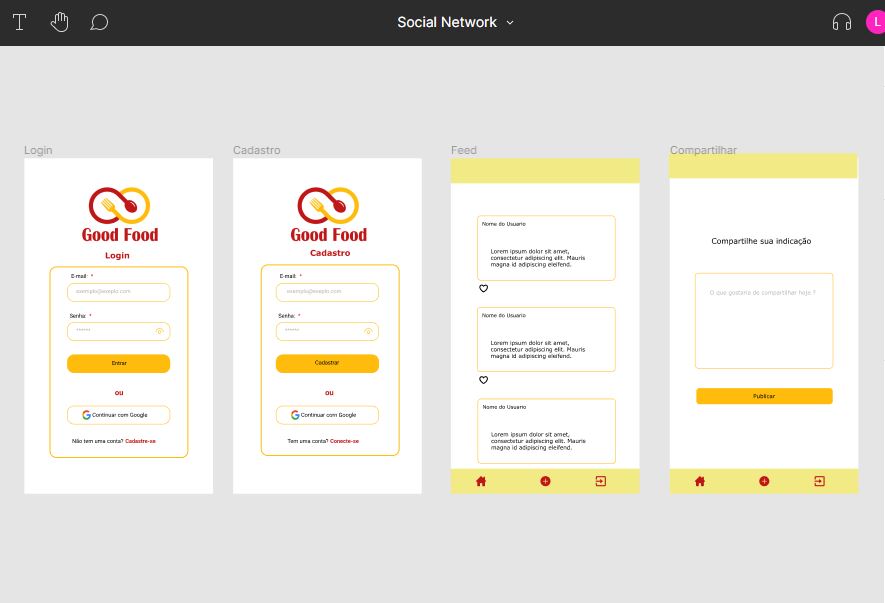 Social Network
L
Login
Good Food
Login
E-mail: *
exemplo@exeplo.com
Senha: *
******
Entrar
ou
Continuar com Google
Não tem uma conta? Cadastre-se
Cadastro
Good Food
Cadastro
E-mail: *
exemplo@exeplo.com
Senha: *
******
Cadastrar
ou
Continuar com Google
Tem uma conta? Conecte-se
Feed
Nome do Usuario
Lorem ipsum dolor sit amet,
consectetur adipiscing elit. Mauris
magna id adipiscing eleifend.
Nome do Usuario
Lorem ipsum dolor sit amet,
consectetur adipiscing elit. Mauris
magna id adipiscing eleifend.
Nome do Usuario
Lorem ipsum dolor sit amet,
consectetur adipiscing elit. Mauris
magna id adipiscing eleifend.
Compartilhar
Compartilhe sua indicação
O que gostaria de compartilhar hoje ?
Publicar